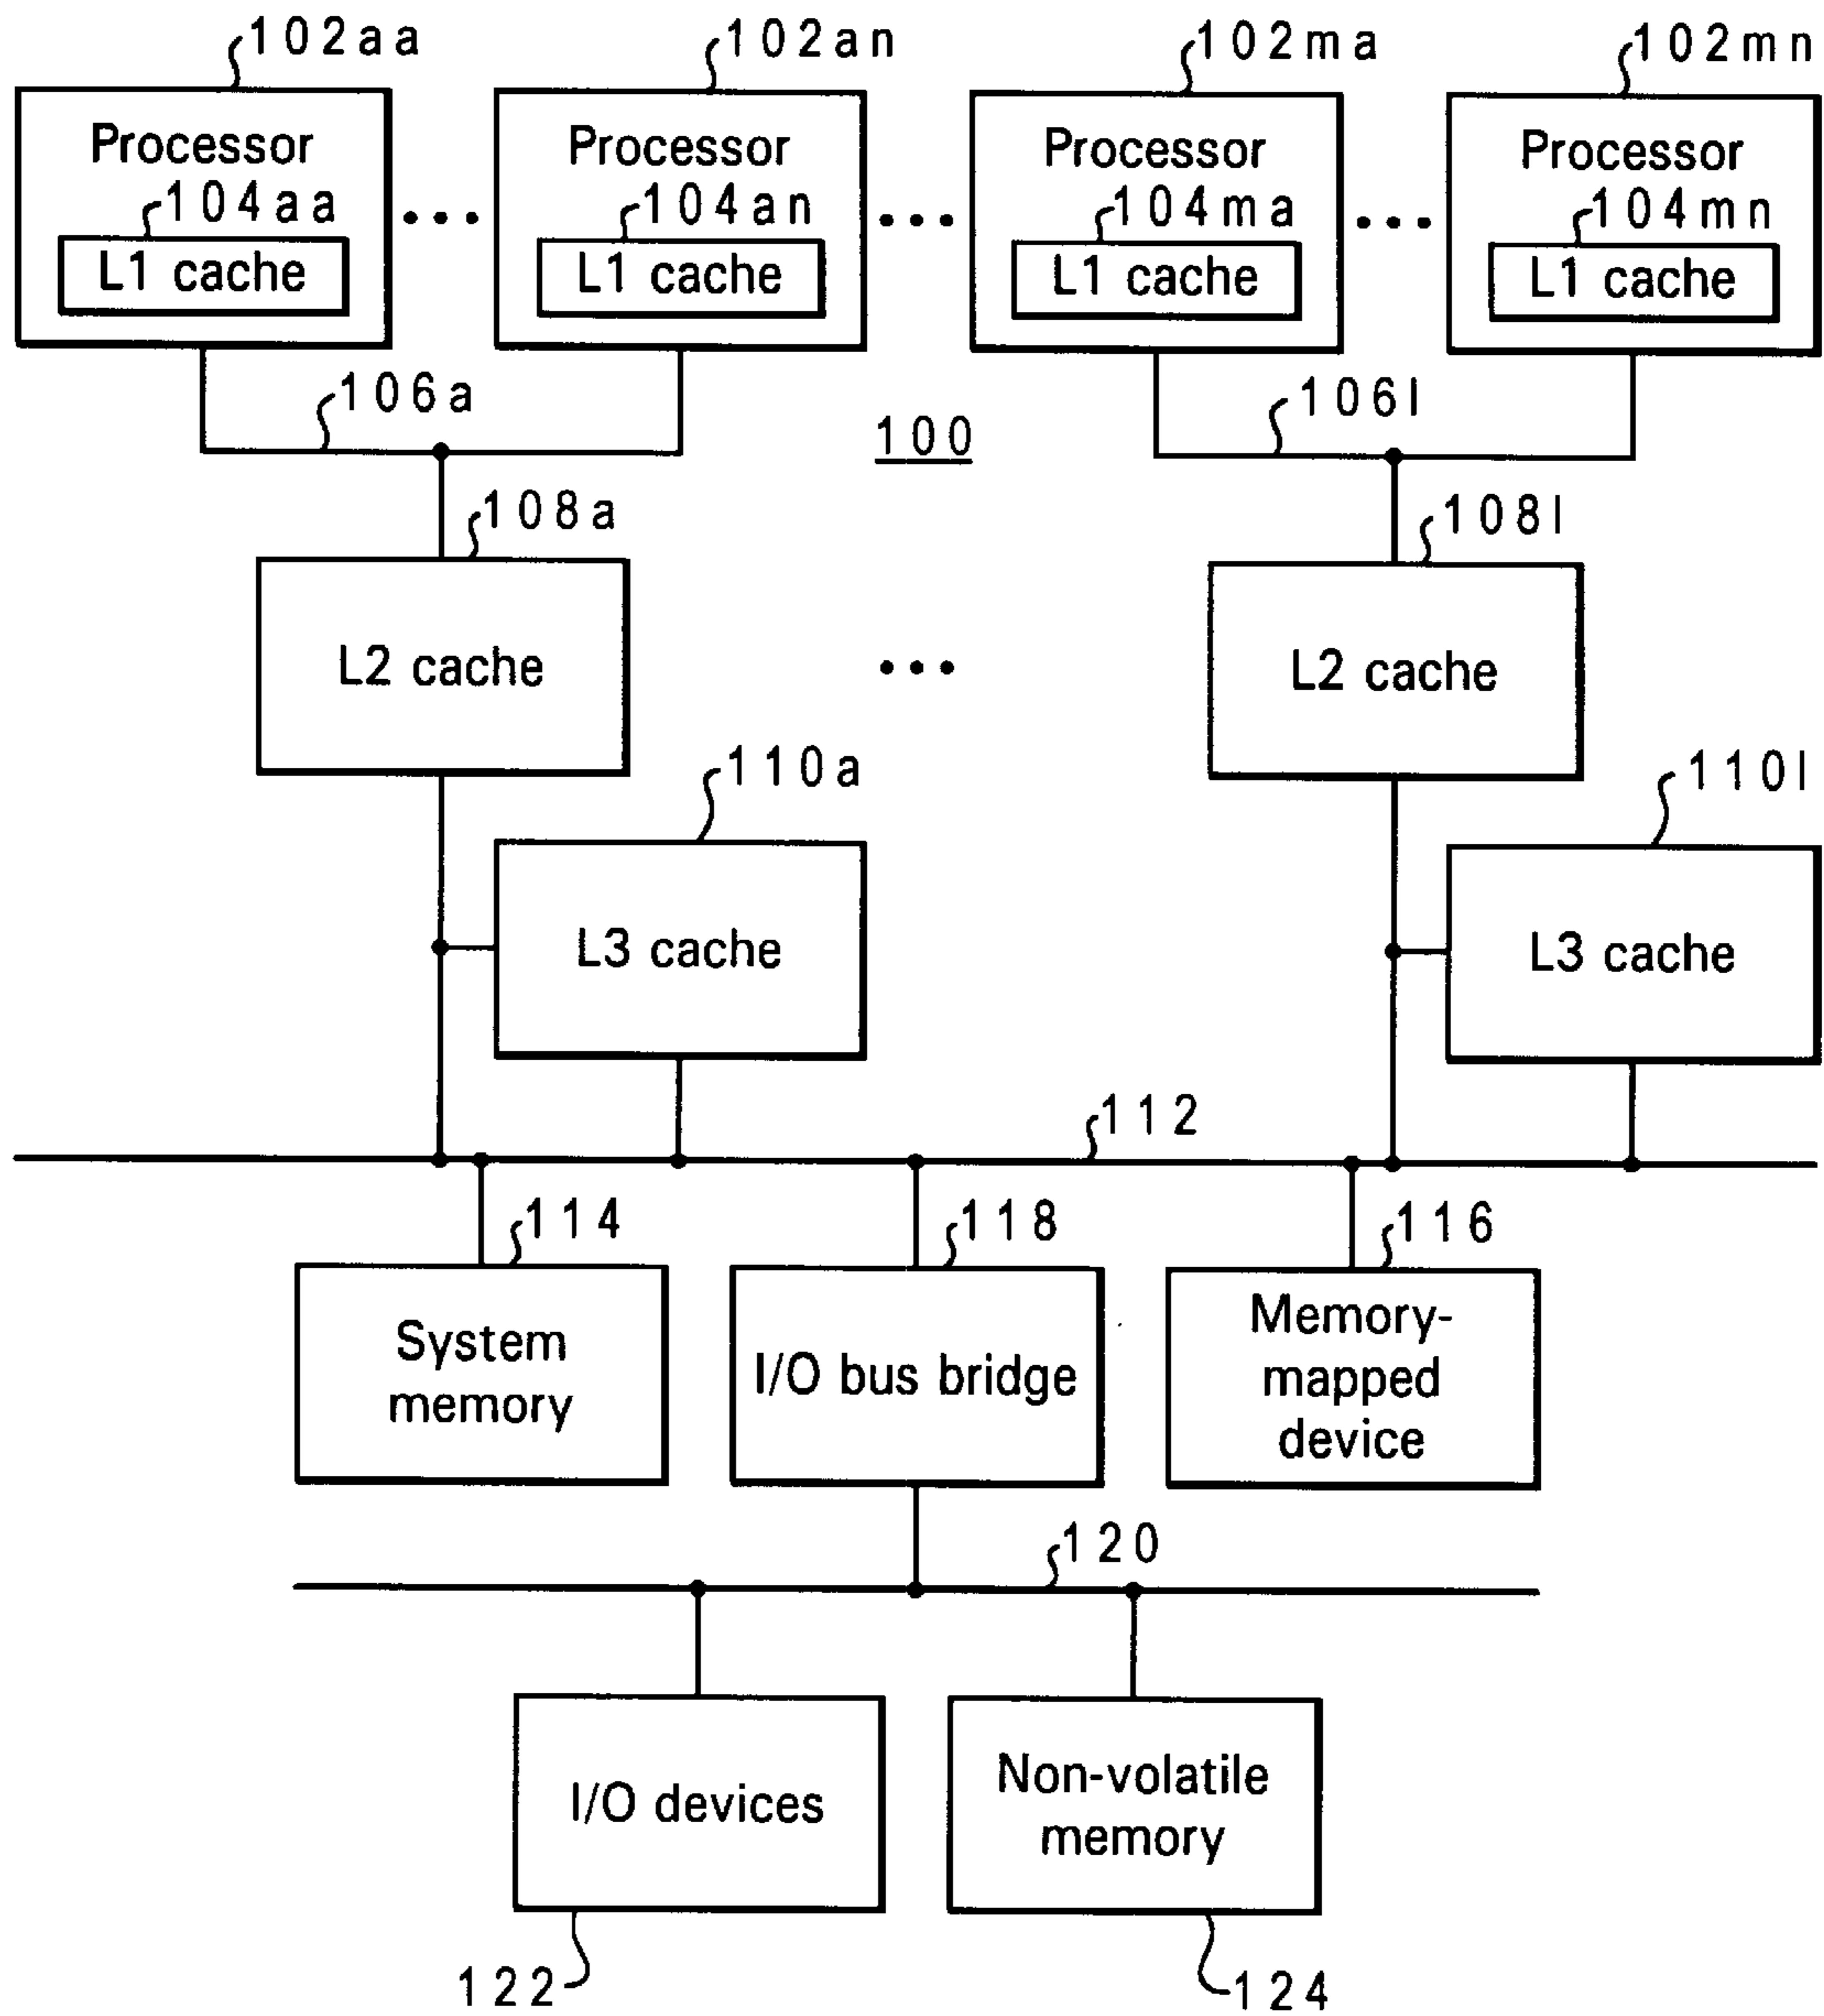 102aa
102an
102ma
102mn
Processor
Processor
Processor
Processor
104aa
104an
104ma
104mn
L1 cache
L1 cache
L1 cache
L1 cache
106a
106l
100
108a
108l
L2 cache
L2 cache
110a
110l
L3 cache
L3 cache
112
114
118
116
System
memory
I/O bus bridge
Memory-
mapped
device
120
I/O devices
Non-volatile
memory
122
124